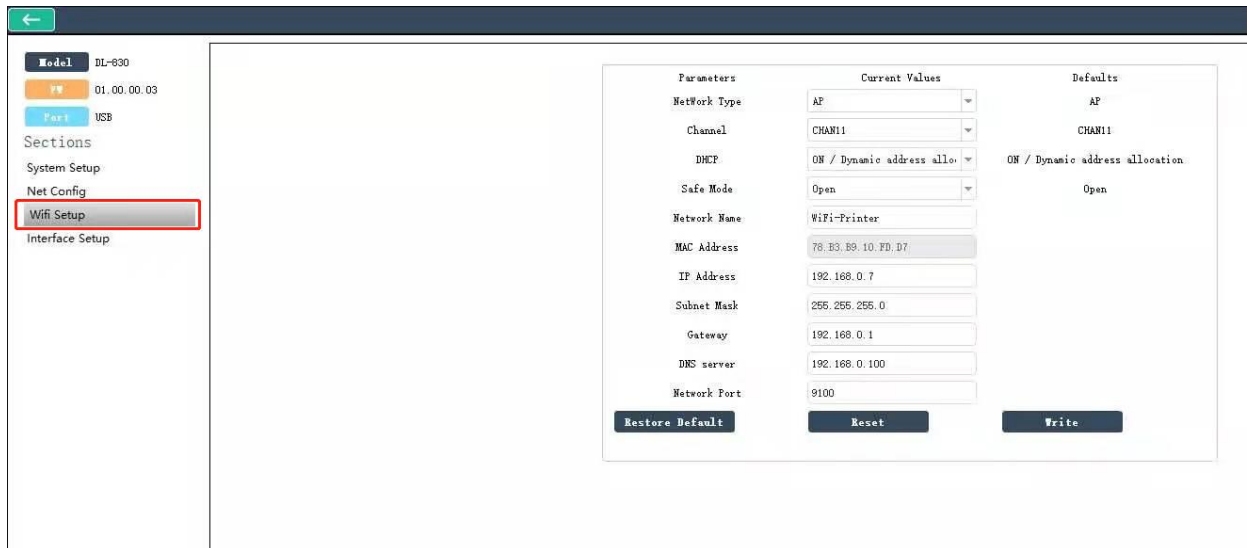 Model DL-830
FW 01.00.00.03
Port USB
Sections
System Setup
Net Config
Wifi Setup
Interface Setup
Parameters Current Values Defaults
NetWork Type AP AP
Channel CHAN11 CHAN11
DHCP ON / Dynamic address allo ON / Dynamic address allocation
Safe Mode Open Open
Network Name WiFi-Printer
MAC Address 78.B3.B9.10.FD.D7
IP Address 192.168.0.7
Subnet Mask 255.255.255.0
Gateway 192.168.0.1
DNS server 192.168.0.100
Network Port 9100
Restore Default Reset Write